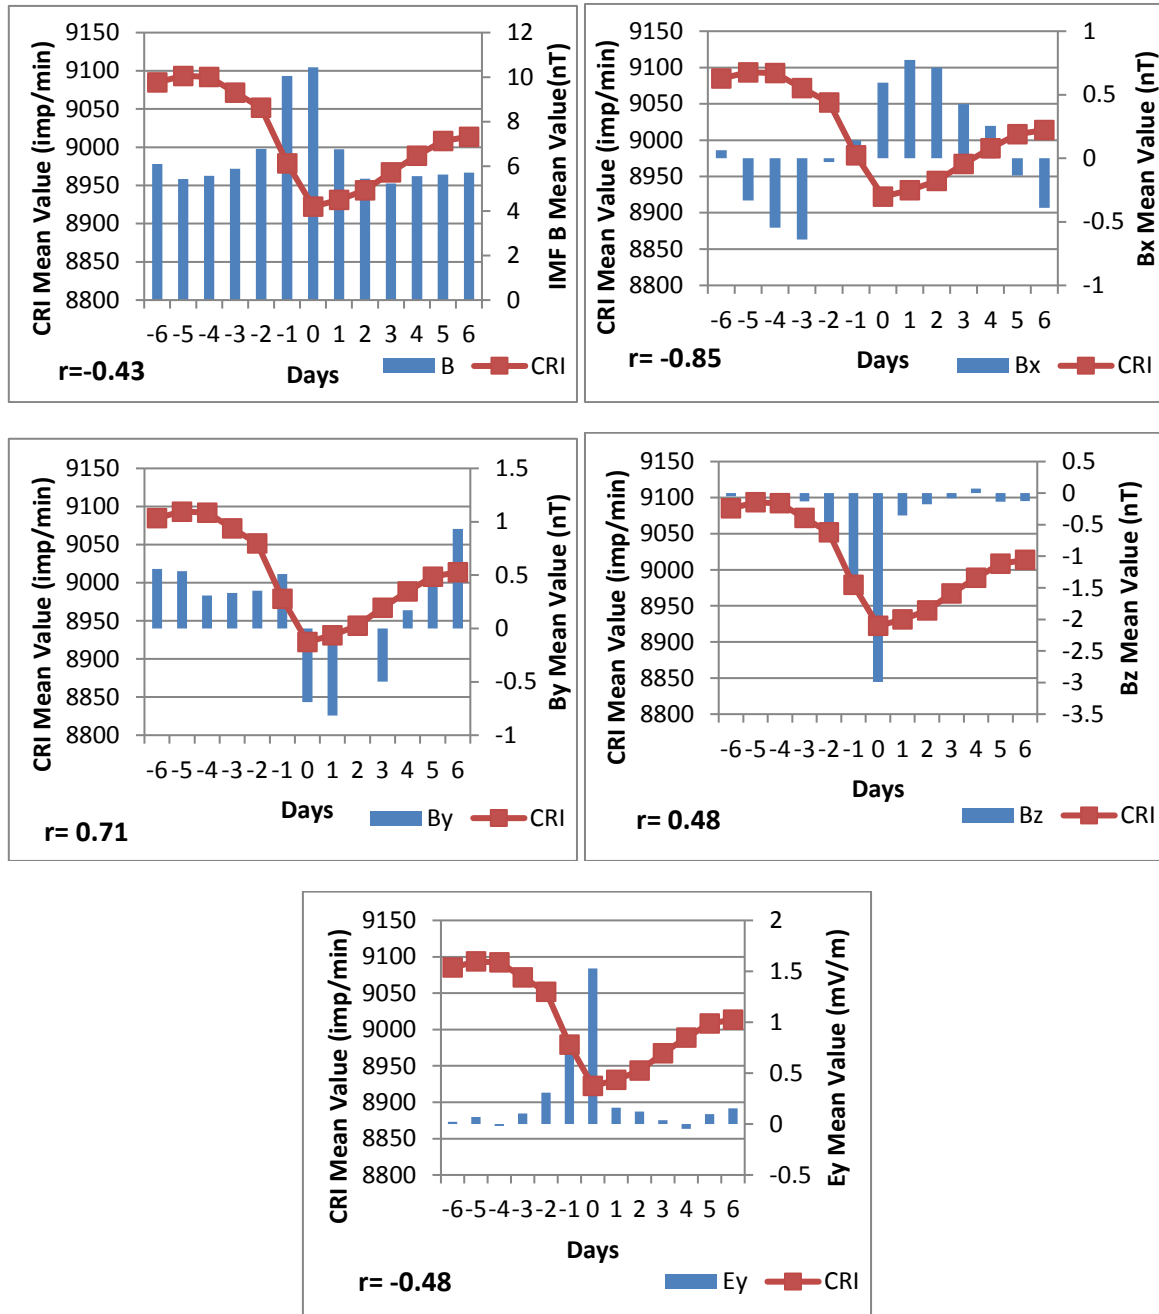 9150
9100
9050
9000
8950
8900
8850
8800
CRI Mean Value (imp/min)
12
10
8
6
4
2
0
IMF B Mean Value(nT)
-6 -5 -4 -3 -2 -1 0 1 2 3 4 5 6
Days
r=-0.43
B CRI
9150
9100
9050
9000
8950
8900
8850
8800
CRI Mean Value (imp/min)
1
0.5
0
-0.5
-1
Bx Mean Value (nT)
-6 -5 -4 -3 -2 -1 0 1 2 3 4 5 6
Days
r= -0.85
Bx CRI
9150
9100
9050
9000
8950
8900
8850
8800
CRI Mean Value (imp/min)
1.5
1
0.5
0
-0.5
-1
By Mean Value (nT)
-6 -5 -4 -3 -2 -1 0 1 2 3 4 5 6
Days
r= 0.71
By CRI
9150
9100
9050
9000
8950
8900
8850
8800
CRI Mean Value (imp/min)
0.5
0
-0.5
-1
-1.5
-2
-2.5
-3
-3.5
Bz Mean Value (nT)
-6 -5 -4 -3 -2 -1 0 1 2 3 4 5 6
Days
r= 0.48
Bz CRI
9150
9100
9050
9000
8950
8900
8850
8800
CRI Mean Value (imp/min)
2
1.5
1
0.5
0
-0.5
Ey Mean Value (mV/m)
-6 -5 -4 -3 -2 -1 0 1 2 3 4 5 6
Days
r= -0.48
Ey CRI